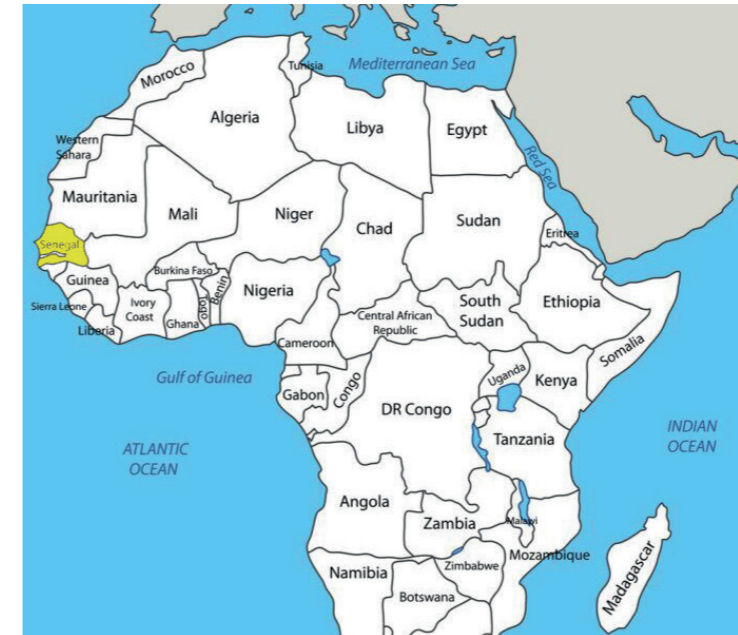 Mediterranean Sea
Morocco
Tunisia
Algeria
Libya
Egypt
Western
Sahara
Red Sea
Mauritania
Mali
Niger
Chad
Sudan
Eritrea
Senegal
Burkina Faso
Guinea
Benin
Nigeria
Togo
Sierra Leone
Ivory
Coast
Ghana
Liberia
Central African
Republic
South
Sudan
Ethiopia
Somalia
Cameroon
Gulf of Guinea
Gabon
Congo
DR Congo
Uganda
Kenya
Tanzania
INDIAN
OCEAN
ATLANTIC
OCEAN
Angola
Zambia
Malawi
Mozambique
Zimbabwe
Namibia
Botswana
Madagascar